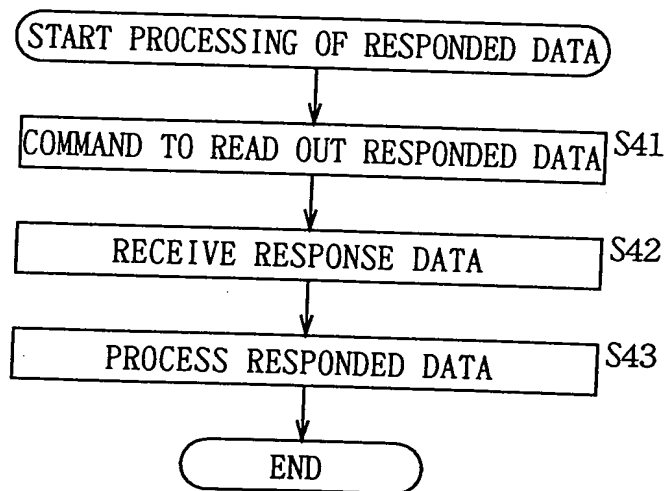 START PROCESSING OF RESPONDED DATA
COMMAND TO READ OUT RESPONDED DATA S41
RECEIVE RESPONSE DATA S42
PROCESS RESPONDED DATA S43
END